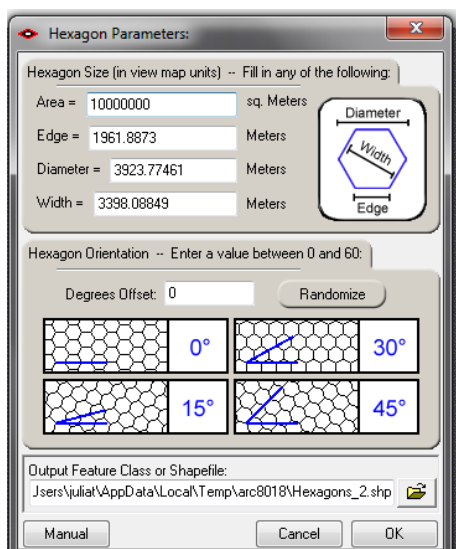 Hexagon Parameters:
Hexagon Size (in view map units) -- Fill in any of the following:
Area = 10000000 sq. Meters
Edge = 1961.8873 Meters
Diameter = 3923.77461 Meters
Width = 3398.08849 Meters
Diameter
Width
Edge
Hexagon Orientation -- Enter a value between 0 and 60:
Degrees Offset: 0 Randomize
0° 30°
15° 45°
Output Feature Class or Shapefile:
Jsers\juliat\AppData\Local\Temp\arc8018\Hexagons_2.shp
Manual Cancel OK